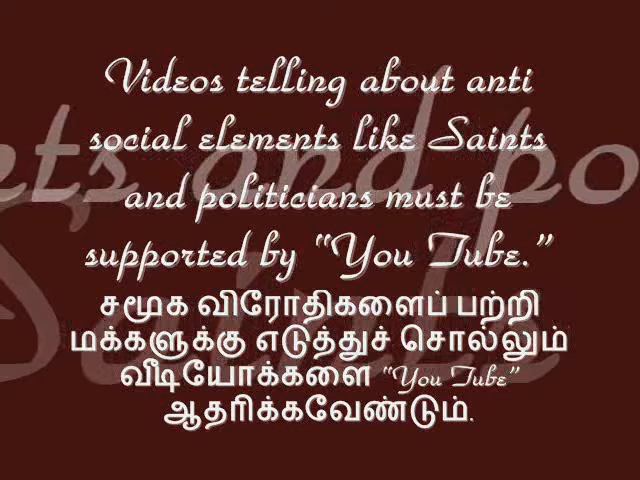 Videos telling about anti
social elements like Saints
and politicians must be
supported by “You Tube.”
சமூக விரோதிகளைப் பற்றி
மக்களுக்கு எடுத்துச் சொல்லும்
வீடியோக்களை “You Tube”
ஆதரிக்கவேண்டும்.